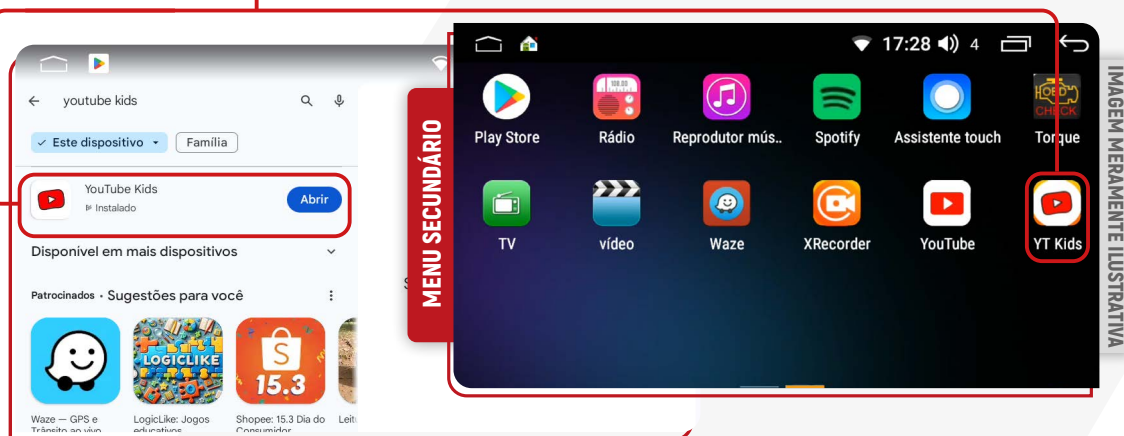 youtube kids
Este dispositivo
Família
YouTube Kids
Instalado
Abrir
Disponível em mais dispositivos
Patrocinados • Sugestões para você
LOGICLIKE
S
15.3
Waze — GPS e
Trânsito ao vivo
LogicLike: Jogos
educativos
Shopee: 15.3 Dia do
Consumidor
MENU SECUNDÁRIO
17:28
4
Play Store
108.00
Rádio
Reprodutor mús..
Spotify
Assistente touch
CHECK
Torque
TV
vídeo
Waze
XRecorder
YouTube
YT Kids
IMAGEM MERAMENTE ILUSTRATIVA